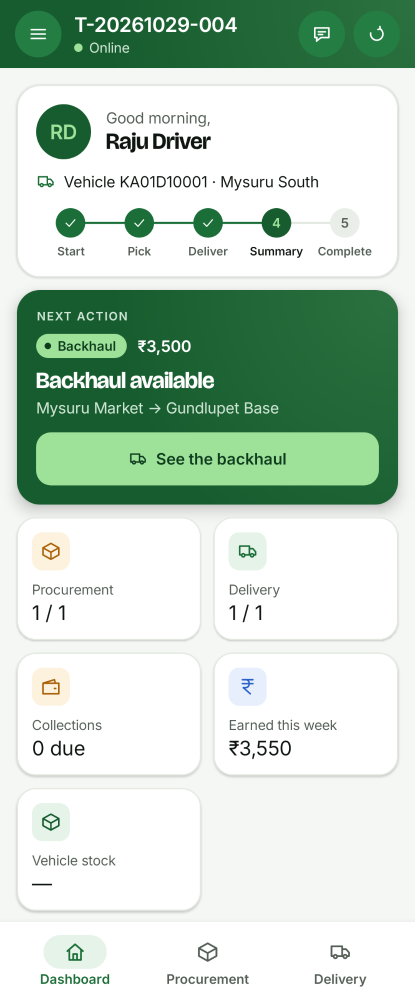 T-20261029-004
Online
RD
Good morning,
Raju Driver
Vehicle KA01D10001 · Mysuru South
4
5
Start
Pick
Deliver
Summary
Complete
NEXT ACTION
Backhaul
₹3,500
Backhaul available
Mysuru Market → Gundlupet Beans
See the backhaul
Procurement
1 / 1
Delivery
1 / 1
Collections
0 due
₹
Earned this week
₹3,550
Vehicle stock
—
Dashboard
Procurement
Delivery